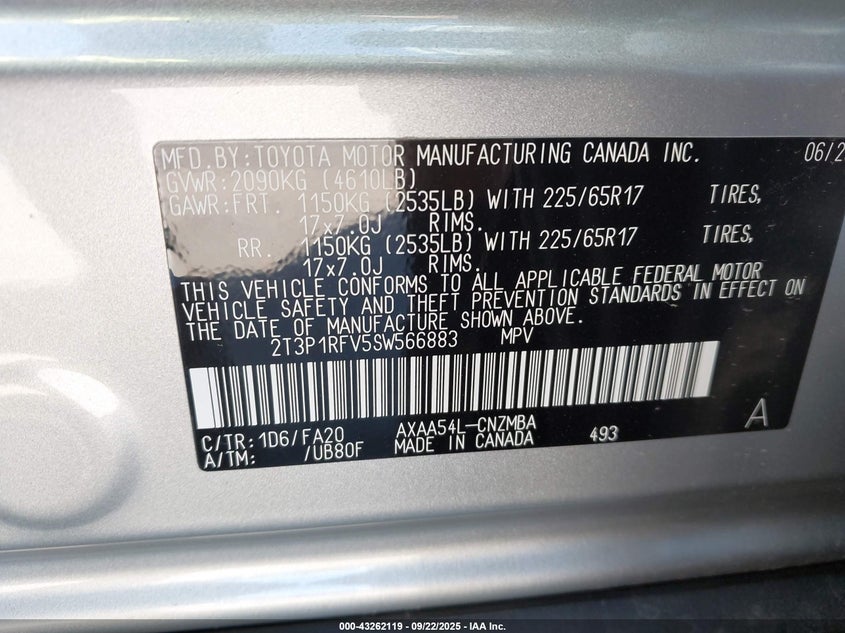 MFD.BY:TOYOTA MOTOR MANUFACTURING CANADA INC. 06/2
GVWR:2090KG (4610LB)
GAWR:FRT. 1150KG (2535LB) WITH 225/65R17 TIRES,
17x7.0J RIMS.
RR. 1150KG (2535LB) WITH 225/65R17 TIRES,
17x7.0J RIMS.
THIS VEHICLE CONFORMS TO ALL APPLICABLE FEDERAL MOTOR
VEHICLE SAFETY AND THEFT PREVENTION STANDARDS IN EFFECT ON
THE DATE OF MANUFACTURE SHOWN ABOVE.
2T3P1RFV5SW566883 MPV
C/TR:1D6/FA20 AXAA54L-CNZMBA
A/TM: /UB80F MADE IN CANADA 493
A
000-43262119 - 09/22/2025 - IAA Inc.